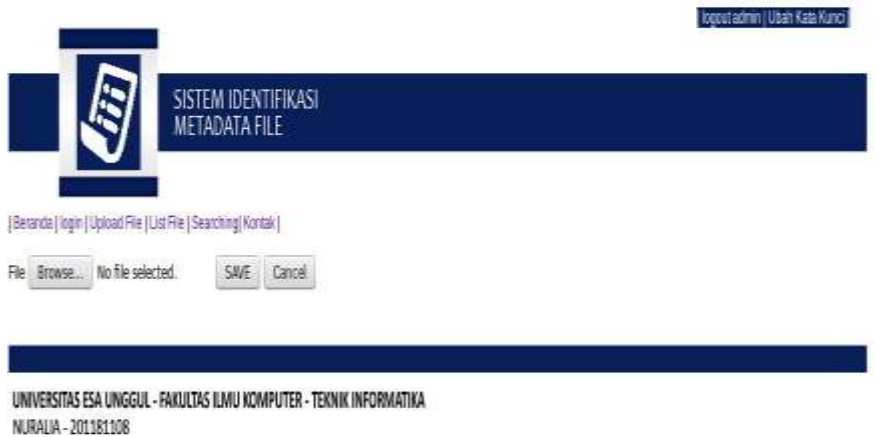 | logout admin | Ubah Kata Kunci |
SISTEM IDENTIFIKASI
METADATA FILE
| Beranda | login | Upload File | List File | Searching| Kontak |
File Browse... No file selected. SAVE Cancel
UNIVERSITAS ESA UNGGUL - FAKULTAS ILMU KOMPUTER - TEKNIK INFORMATIKA
NURALIA - 201181108